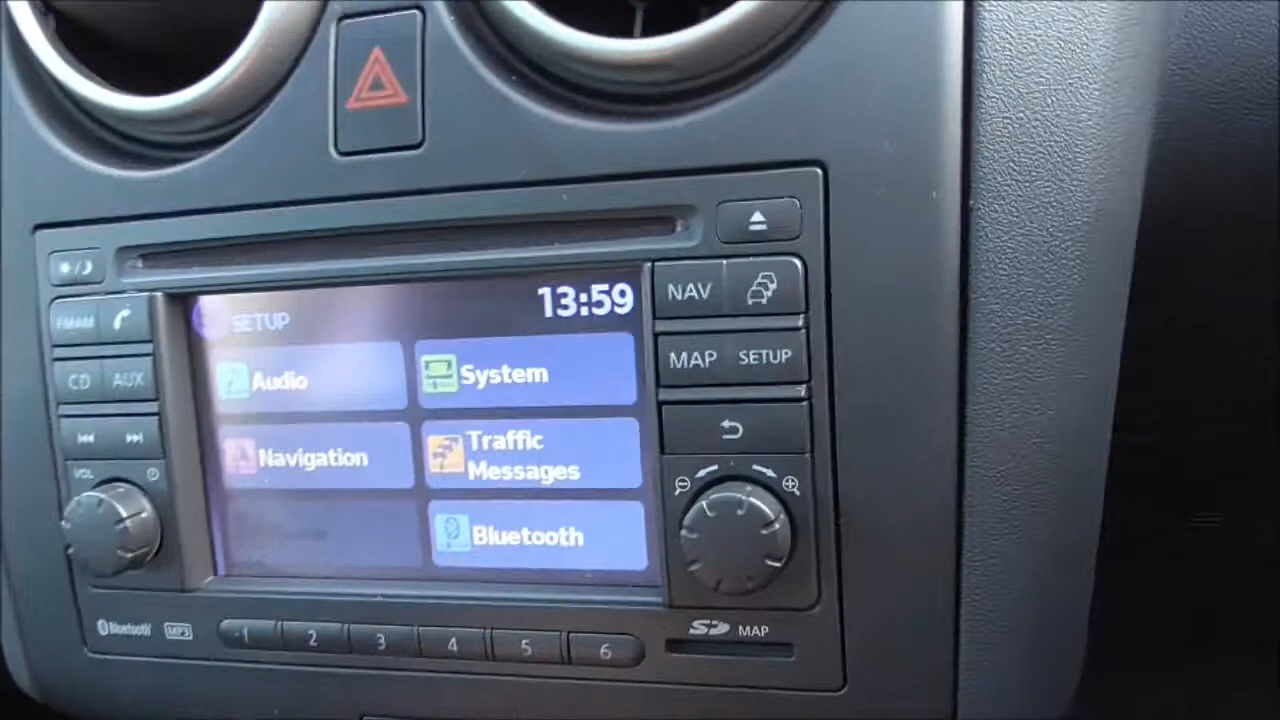 FM·AM
CD AUX
VOL
SETUP
13:59
Audio
System
Navigation
Traffic
Messages
Bluetooth
NAV
MAP SETUP
Bluetooth MP3
1 2 3 4 5 6
SD MAP